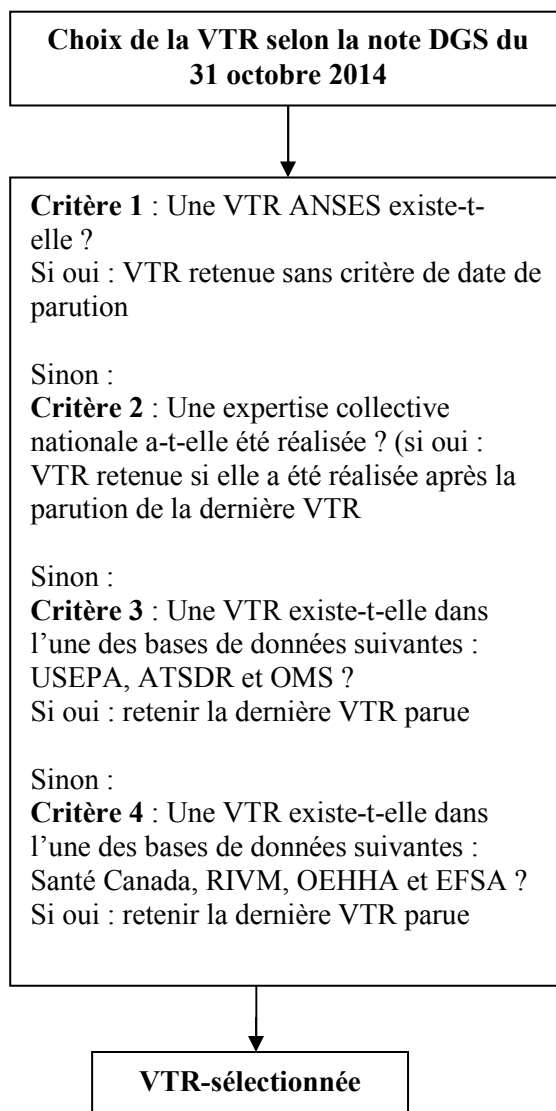 Choix de la VTR selon la note DGS du
31 octobre 2014
Critère 1 : Une VTR ANSES existe-t-
elle ?
Si oui : VTR retenue sans critère de date de
parution
Sinon :
Critère 2 : Une expertise collective
nationale a-t-elle été réalisée ? (si oui :
VTR retenue si elle a été réalisée après la
parution de la dernière VTR
Sinon :
Critère 3 : Une VTR existe-t-elle dans
l’une des bases de données suivantes :
USEPA, ATSDR et OMS ?
Si oui : retenir la dernière VTR parue
Sinon :
Critère 4 : Une VTR existe-t-elle dans
l’une des bases de données suivantes :
Santé Canada, RIVM, OEHHA et EFSA ?
Si oui : retenir la dernière VTR parue
VTR-sélectionnée